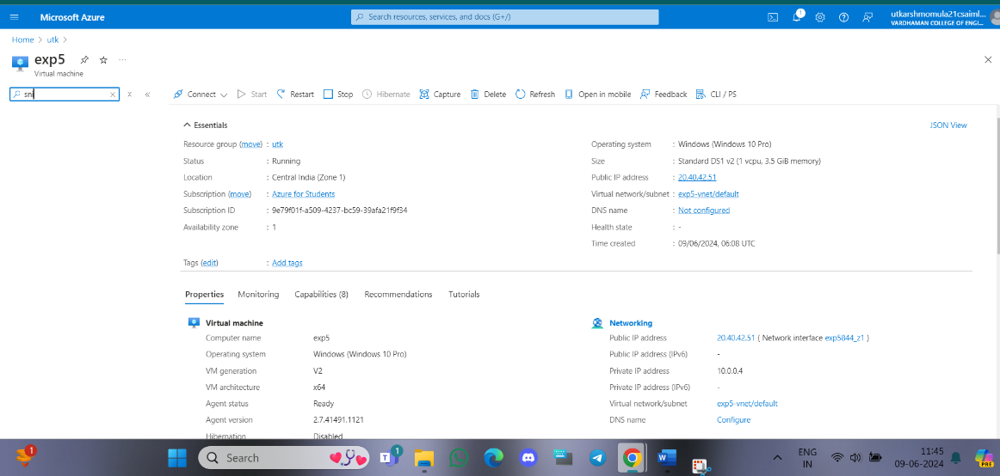 Microsoft Azure
Search resources, services, and docs (G+/)
1
utkarshmomula21csaiml...
VARDHAMAN COLLEGE OF ENGI...
Home > utk >
exp5
Virtual machine
sni
Connect Start Restart Stop Hibernate Capture Delete Refresh Open in mobile Feedback CLI / PS
Essentials
JSON View
Resource group (move) : utk
Status : Running
Location : Central India (Zone 1)
Subscription (move) : Azure for Students
Subscription ID : 9e79f01f-a509-4237-bc59-39afa21f9f34
Availability zone : 1
Operating system : Windows (Windows 10 Pro)
Size : Standard DS1 v2 (1 vcpu, 3.5 GiB memory)
Public IP address : 20.40.42.51
Virtual network/subnet : exp5-vnet/default
DNS name : Not configured
Health state : -
Time created : 09/06/2024, 06:08 UTC
Tags (edit) : Add tags
Properties Monitoring Capabilities (8) Recommendations Tutorials
Virtual machine
Computer name exp5
Operating system Windows (Windows 10 Pro)
VM generation V2
VM architecture x64
Agent status Ready
Agent version 2.7.41491.1121
Hibernation Disabled
Networking
Public IP address 20.40.42.51 ( Network interface exp5844_z1 )
Public IP address (IPv6) -
Private IP address 10.0.0.4
Private IP address (IPv6) -
Virtual network/subnet exp5-vnet/default
DNS name Configure
1
Search
1
ENG
IN
11:45
09-06-2024
PRE